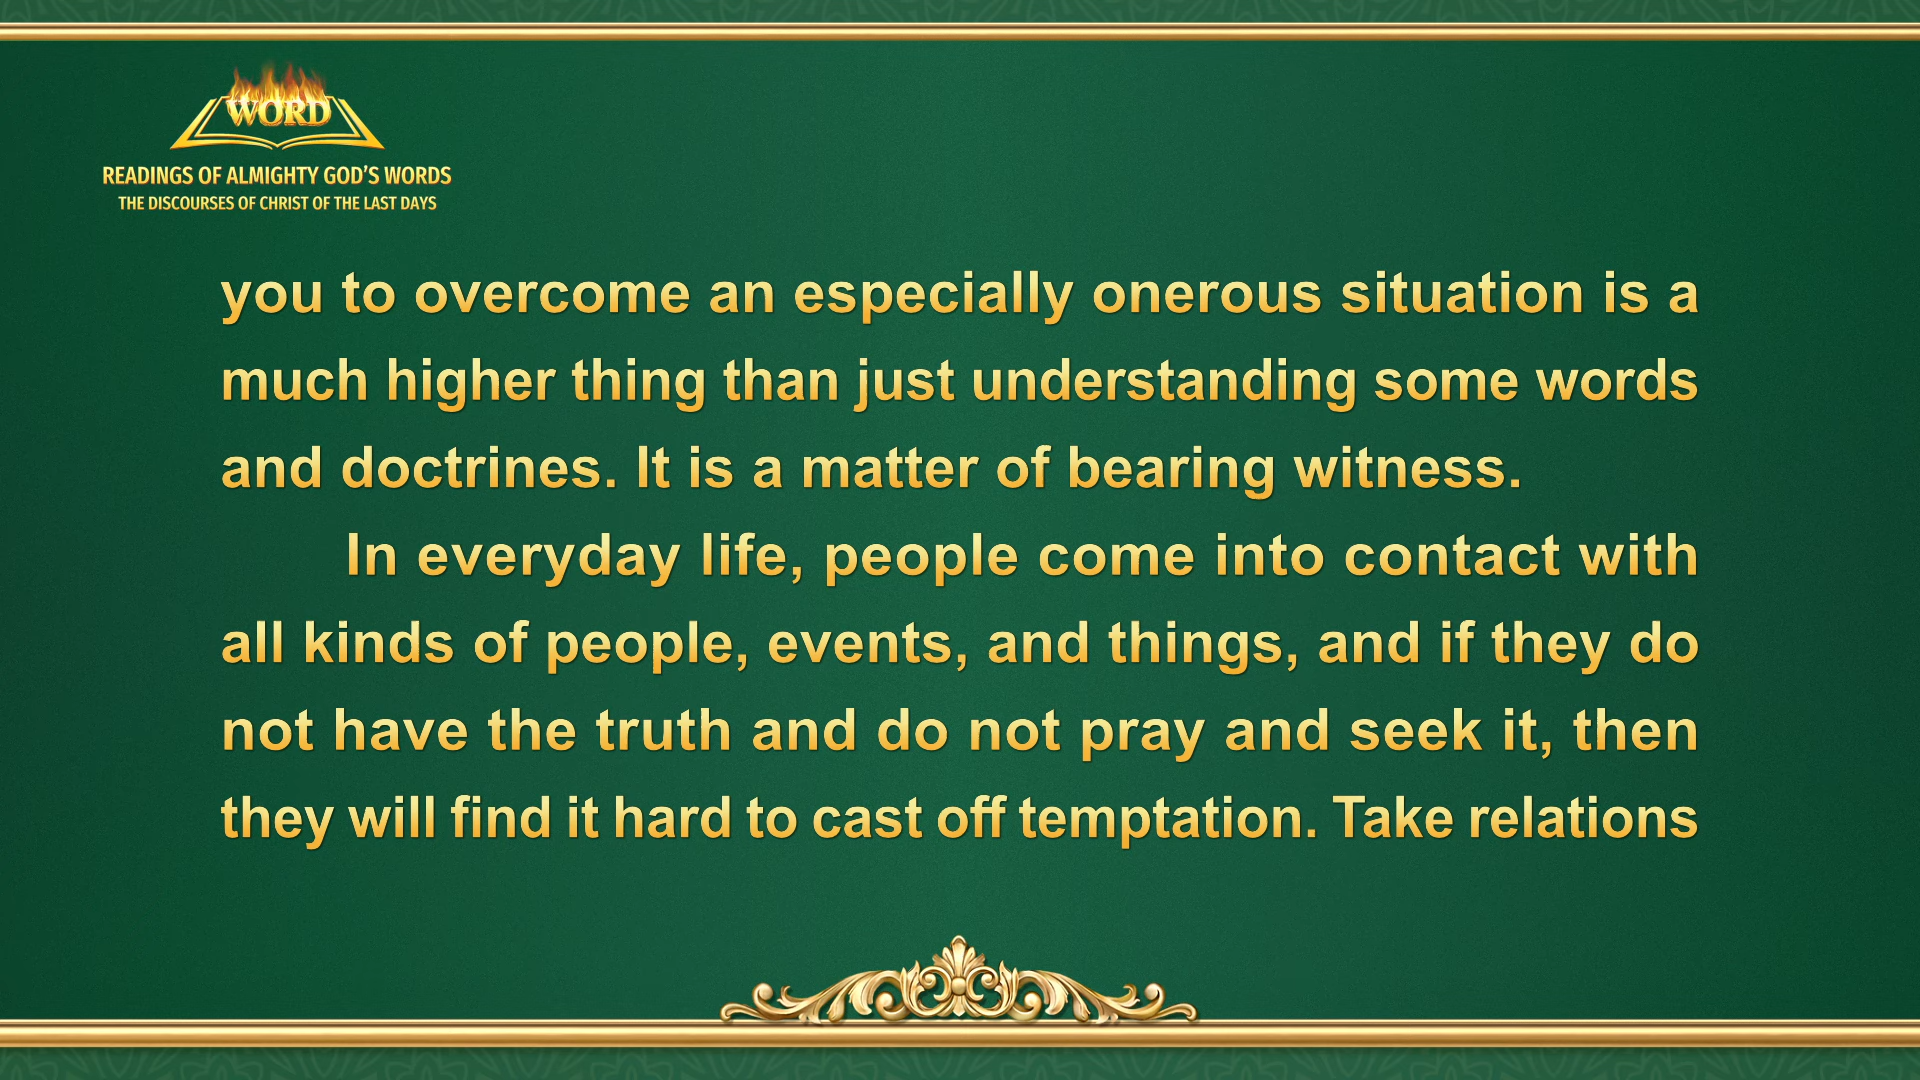 WORD
READINGS OF ALMIGHTY GOD'S WORDS
THE DISCOURSES OF CHRIST OF THE LAST DAYS
you to overcome an especially onerous situation is a
much higher thing than just understanding some words
and doctrines. It is a matter of bearing witness.
In everyday life, people come into contact with
all kinds of people, events, and things, and if they do
not have the truth and do not pray and seek it, then
they will find it hard to cast off temptation. Take relations